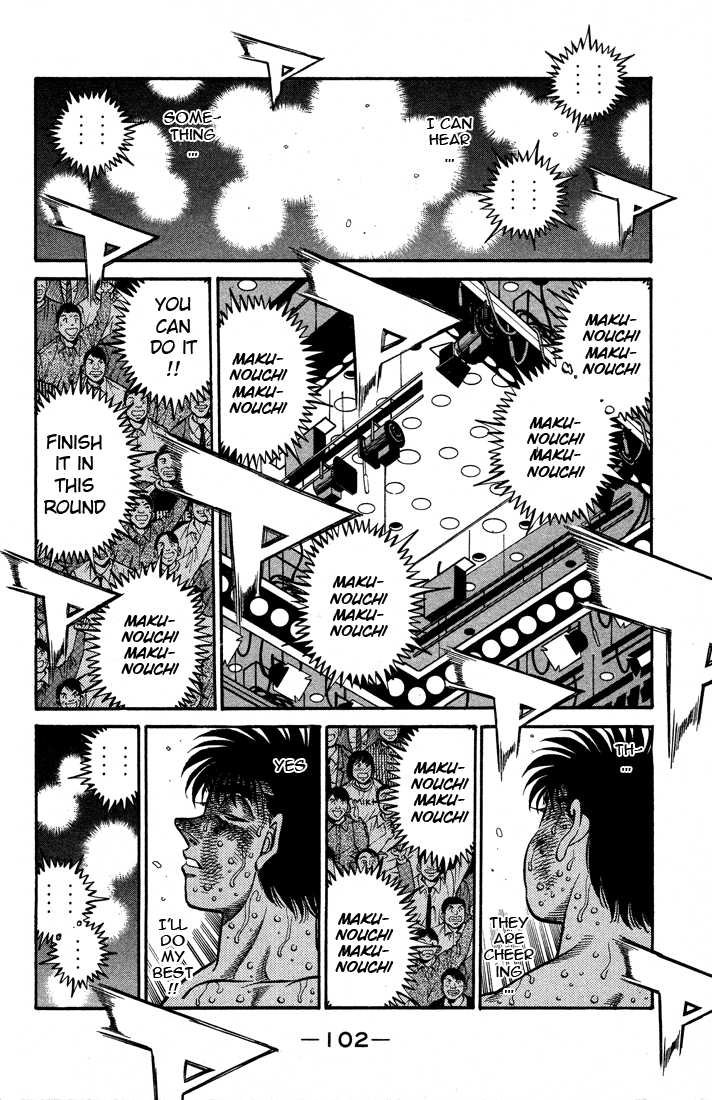 I CAN
HEAR
...
SOME-
THING
...
MAKU-
NOUCHI
MAKU-
NOUCHI
MAKU-
NOUCHI
MAKU-
NOUCHI
MAKU-
NOUCHI
MAKU-
NOUCHI
MAKU-
NOUCHI
MAKU-
NOUCHI
YOU
CAN
DO IT
!!
FINISH
IT IN
THIS
ROUND
MAKU-
NOUCHI
MAKU-
NOUCHI
TH-
...
THEY
ARE
CHEER
ING
...
MAKU-
NOUCHI
MAKU-
NOUCHI
MAKU-
NOUCHI
MAKU-
NOUCHI
YES
I'LL
DO
MY
BEST
!!
—102—